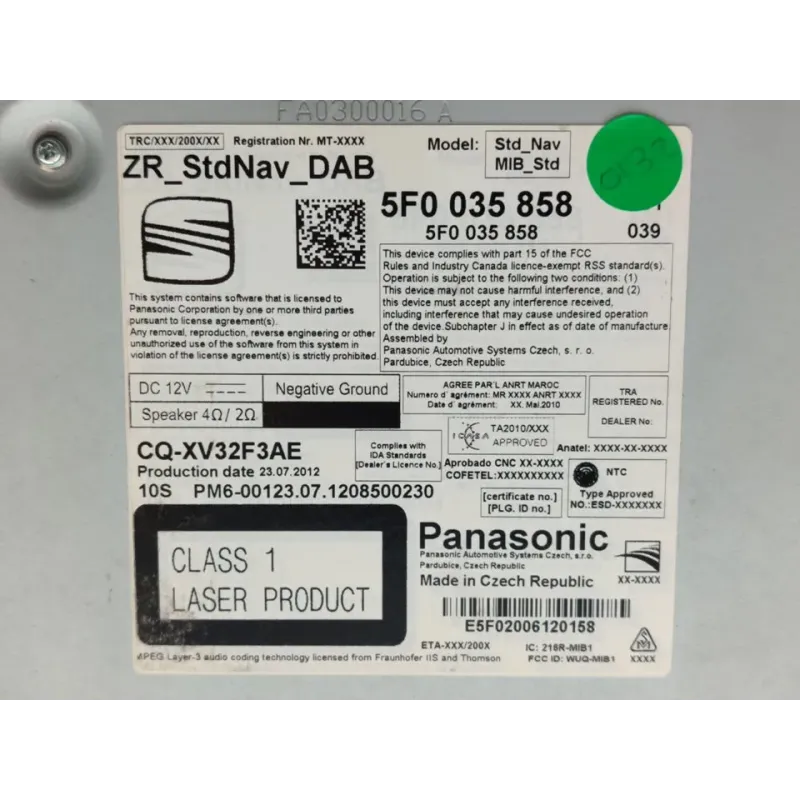 FA0300016 A
TRC/XXX/200X/XX Registration Nr. MT-XXXX
Model: Std_Nav
MIB_Std
ZR_StdNav_DAB
5F0 035 858
5F0 035 858 039
This device complies with part 15 of the FCC
Rules and Industry Canada licence-exempt RSS standard(s).
Operation is subject to the following two conditions: (1)
This device may not cause harmful interference, and (2)
this device must accept any interference received,
including interference that may cause undesired operation
of the device.Subchapter J in effect as of date of manufacture.
Assembled by
Panasonic Automotive Systems Czech, s. r. o.
Pardubice, Czech Republic
This system contains software that is licensed to
Panasonic Corporation by one or more third parties
pursuant to license agreement(s).
Any removal, reproduction, reverse engineering or other
unauthorized use of the software from this system in
violation of the license agreement(s) is strictly prohibited.
DC 12V Negative Ground
Speaker 4Ω/ 2Ω
AGREE PAR'L ANRT MAROC
Numero d´agrément: MR XXXX ANRT XXXX
Date d´agrément: XX. Mai.2010
TRA
REGISTERED No.
DEALER No.:
ICASA TA2010/XXX
APPROVED
Anatel: XXXX-XX-XXXX
CQ-XV32F3AE
Production date 23.07.2012
10S PM6-00123.07.1208500230
Complies with
IDA Standards
[Dealer's Licence No.]
Aprobado CNC XX-XXXX
COFETEL:XXXXXXXXXX
[certificate no.]
[PLG. ID no.]
NTC
Type Approved
NO.:ESD-XXXXXXX
CLASS 1
LASER PRODUCT
Panasonic
Panasonic Automotive Systems Czech, s.r.o.
Pardubice, Czech Republic
Made in Czech Republic
XX-XXXX
E5F02006120158
ETA-XXX/200X IC: 216R-MIB1
FCC ID: WUQ-MIB1 XXXX
MPEG Layer-3 audio coding technology licensed from Fraunhofer IIS and Thomson